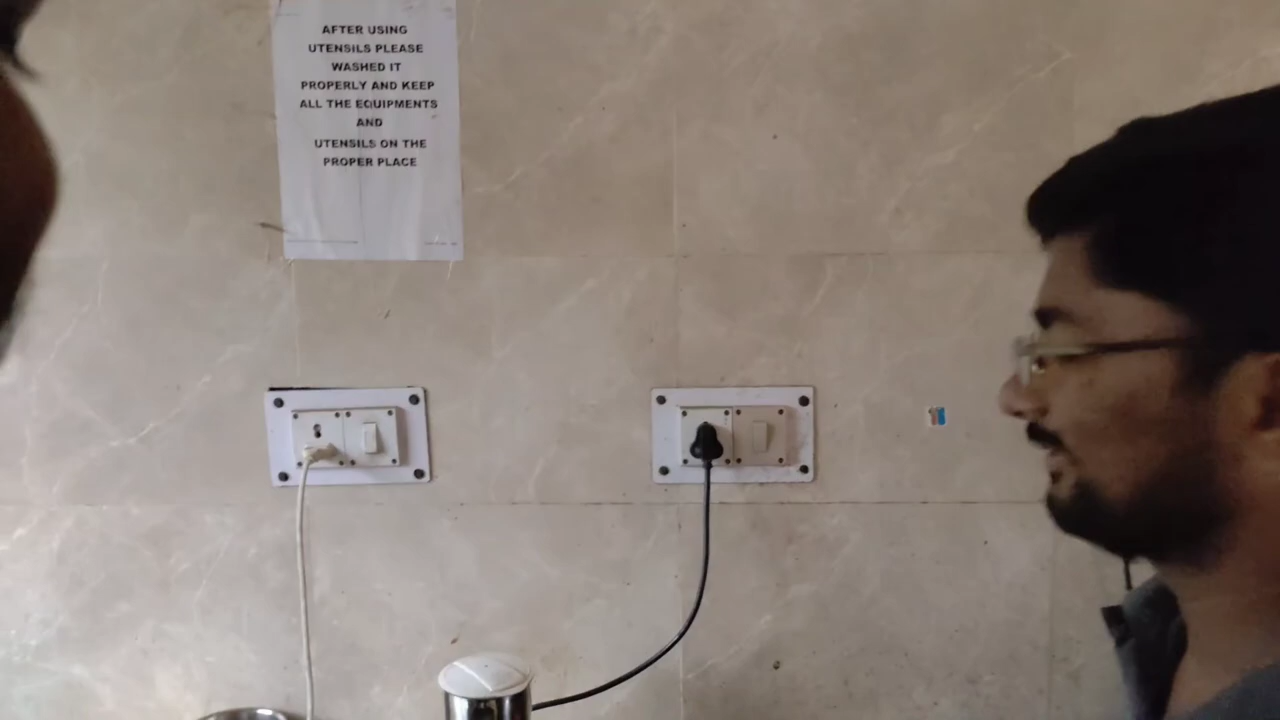 AFTER USING
UTENSILS PLEASE
WASHED IT
PROPERLY AND KEEP
ALL THE EQUIPMENTS
AND
UTENSILS ON THE
PROPER PLACE